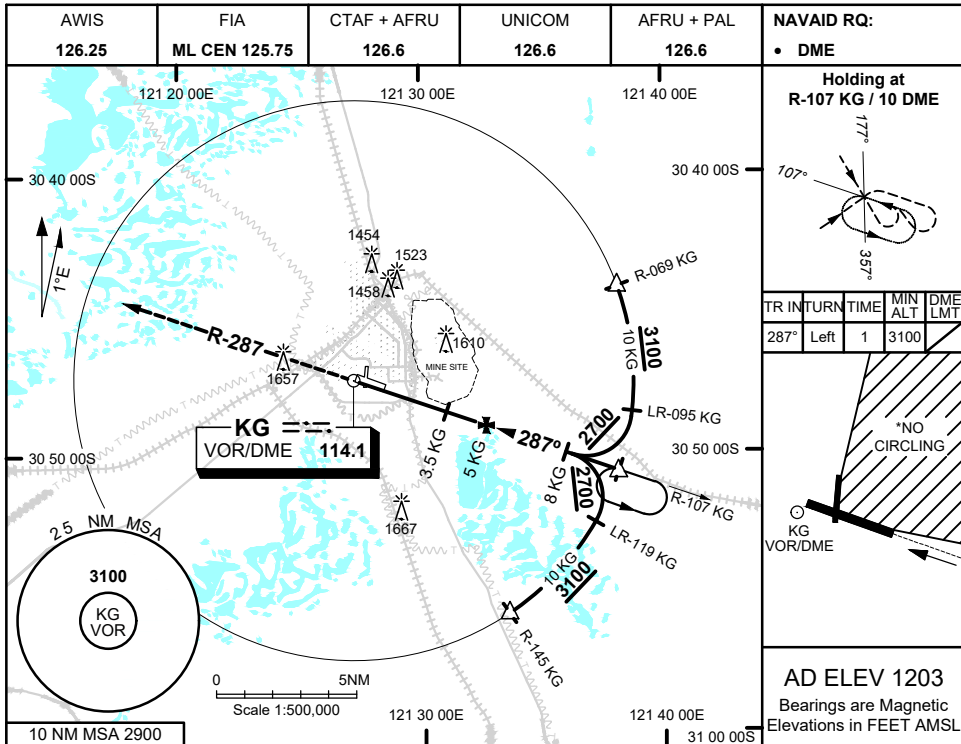 AWIS
126.25
FIA
ML CEN 125.75
CTAF + AFRU
126.6
UNICOM
126.6
AFRU + PAL
126.6
NAVAID RQ:
• DME
121 20 00E
121 30 00E
121 40 00E
30 40 00S
30 40 00S
1°E
1454
1523
1458
R-069 KG
3100
10 KG
R-287
1657
1610
MINE SITE
LR-095 KG
KG
VOR/DME 114.1
3.5 KG
5 KG
287°
2700
8 KG
2700
R-107 KG
30 50 00S
30 50 00S
1667
LR-119 KG
10 KG
3100
R-145 KG
25 NM MSA
3100
KG
VOR
10 NM MSA 2900
0 5NM
Scale 1:500,000
121 30 00E
121 40 00E
31 00 00S
Holding at
R-107 KG / 10 DME
177°
107°
357°
TR IN TURN TIME MIN ALT DME LMT
287° Left 1 3100
*NO
CIRCLING
KG
VOR/DME
AD ELEV 1203
Bearings are Magnetic
Elevations in FEET AMSL